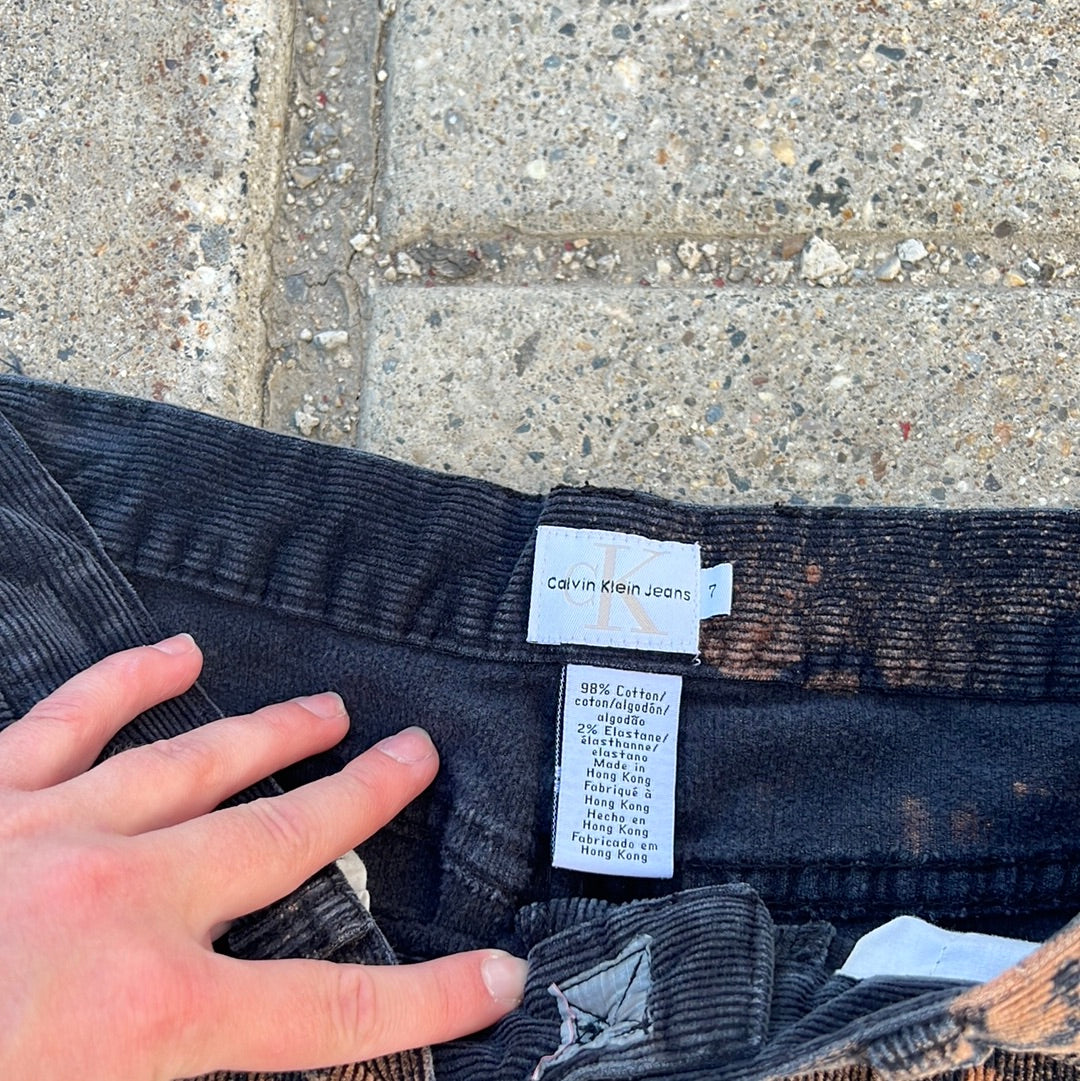 cK
Calvin Klein Jeans
7
98% Cotton/
coton/algodón/
algodão
2% Elastane/
élasthanne/
elastano
Made in
Hong Kong
Fabriqué à
Hong Kong
Hecho en
Hong Kong
Fabricado em
Hong Kong